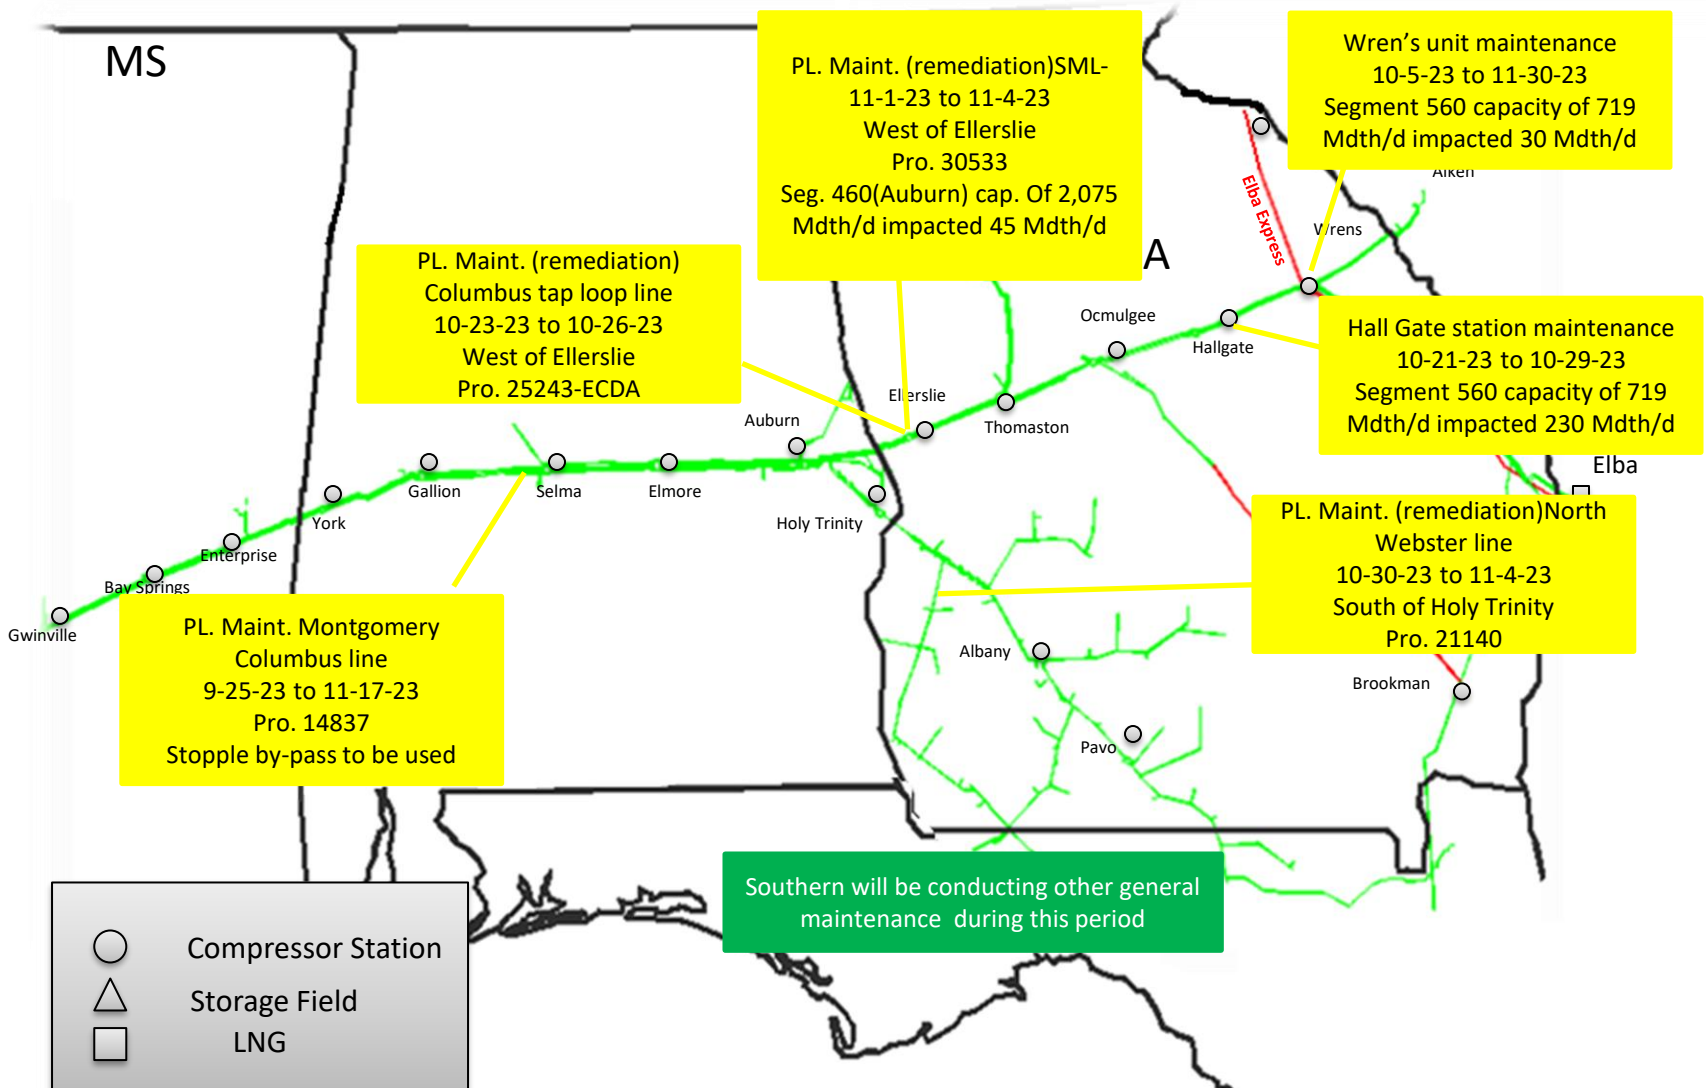 MS
PL. Maint. (remediation)SML-
11-1-23 to 11-4-23
West of Ellerslie
Pro. 30533
Seg. 460(Auburn) cap. Of 2,075
Mdth/d impacted 45 Mdth/d
Wren's unit maintenance
10-5-23 to 11-30-23
Segment 560 capacity of 719
Mdth/d impacted 30 Mdth/d
Aiken
Wrens
Elba Express
A
PL. Maint. (remediation)
Columbus tap loop line
10-23-23 to 10-26-23
West of Ellerslie
Pro. 25243-ECDA
Ocmulgee
Hallgate
Hall Gate station maintenance
10-21-23 to 10-29-23
Segment 560 capacity of 719
Mdth/d impacted 230 Mdth/d
Ellerslie
Thomaston
Auburn
Elba
Gallion
Selma
Elmore
Holy Trinity
York
Enterprise
Bay Springs
Gwinville
PL. Maint. (remediation)North
Webster line
10-30-23 to 11-4-23
South of Holy Trinity
Pro. 21140
PL. Maint. Montgomery
Columbus line
9-25-23 to 11-17-23
Pro. 14837
Stopple by-pass to be used
Albany
Brookman
Pavo
Southern will be conducting other general
maintenance  during this period
Compressor Station
Storage Field
LNG